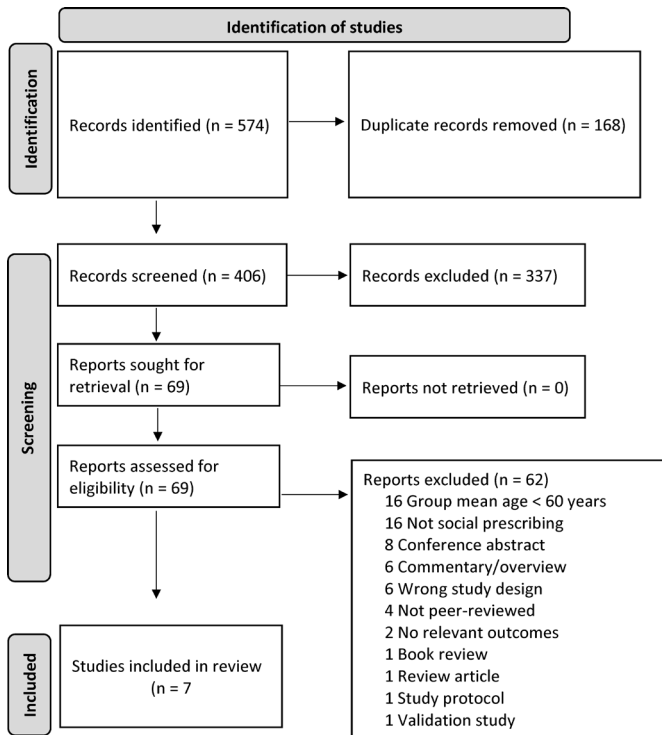 Identification of studies
Identification
Records identified (n = 574)
Duplicate records removed (n = 168)
Screening
Records screened (n = 406)
Records excluded (n = 337)
Reports sought for
retrieval (n = 69)
Reports not retrieved (n = 0)
Reports assessed for
eligibility (n = 69)
Reports excluded (n = 62)
16 Group mean age < 60 years
16 Not social prescribing
8 Conference abstract
6 Commentary/overview
6 Wrong study design
4 Not peer-reviewed
2 No relevant outcomes
1 Book review
1 Review article
1 Study protocol
1 Validation study
Included
Studies included in review
(n = 7